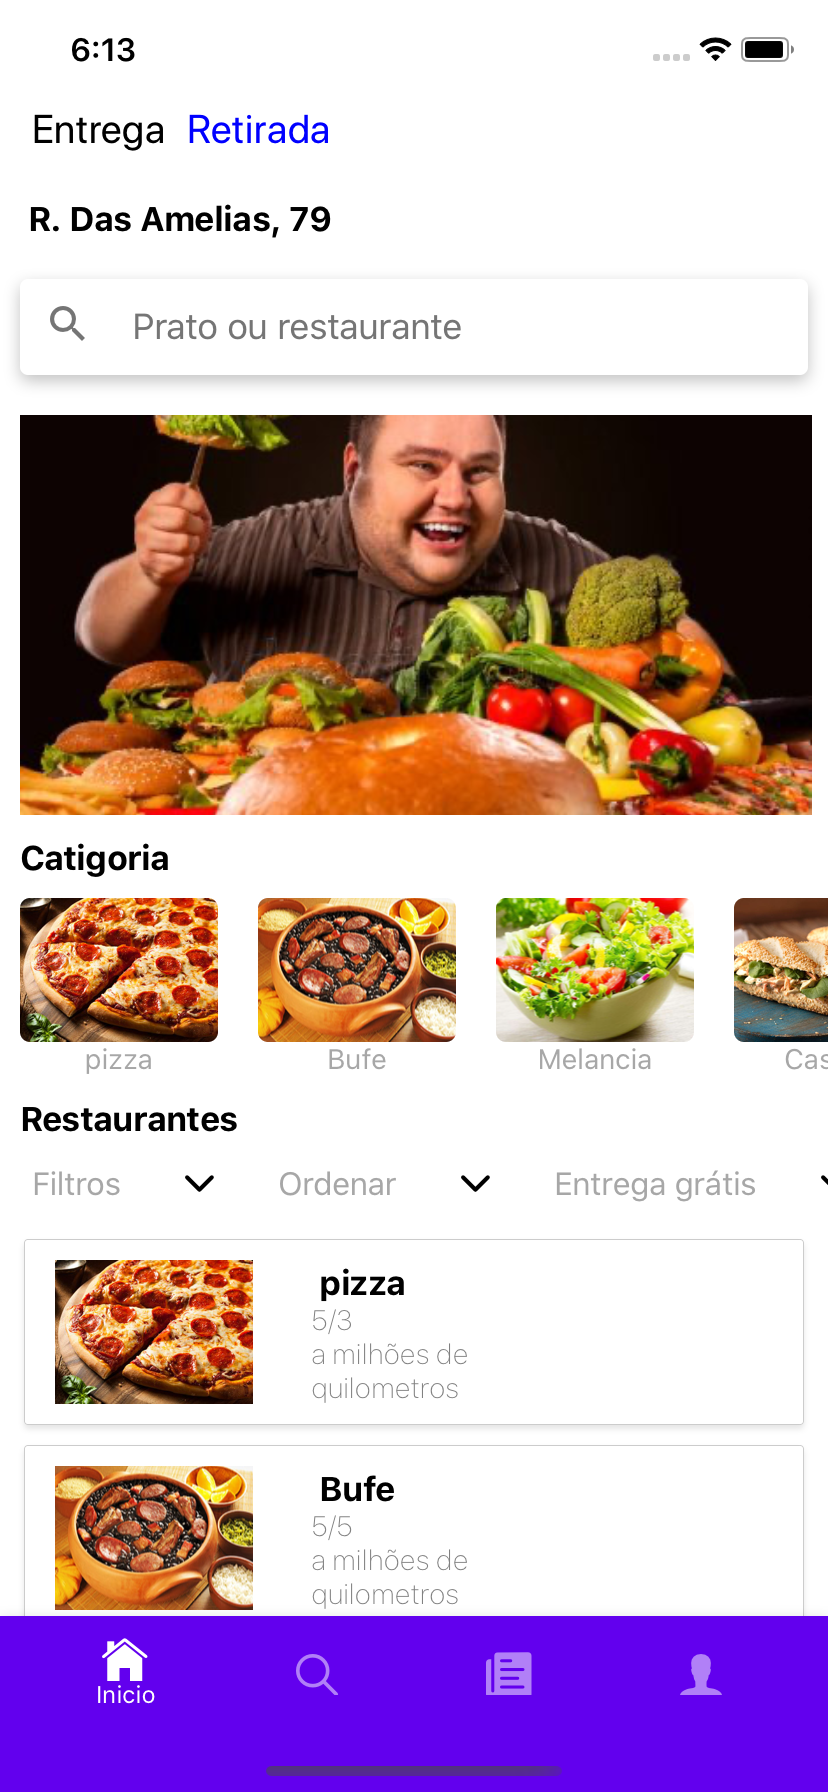 6:13
Entrega Retirada
R. Das Amelias, 79
Prato ou restaurante
Catigoria
pizza Bufe Melancia Cas
Restaurantes
Filtros Ordenar Entrega grátis
pizza
5/3
a milhões de
quilometros
Bufe
5/5
a milhões de
quilometros
Inicio